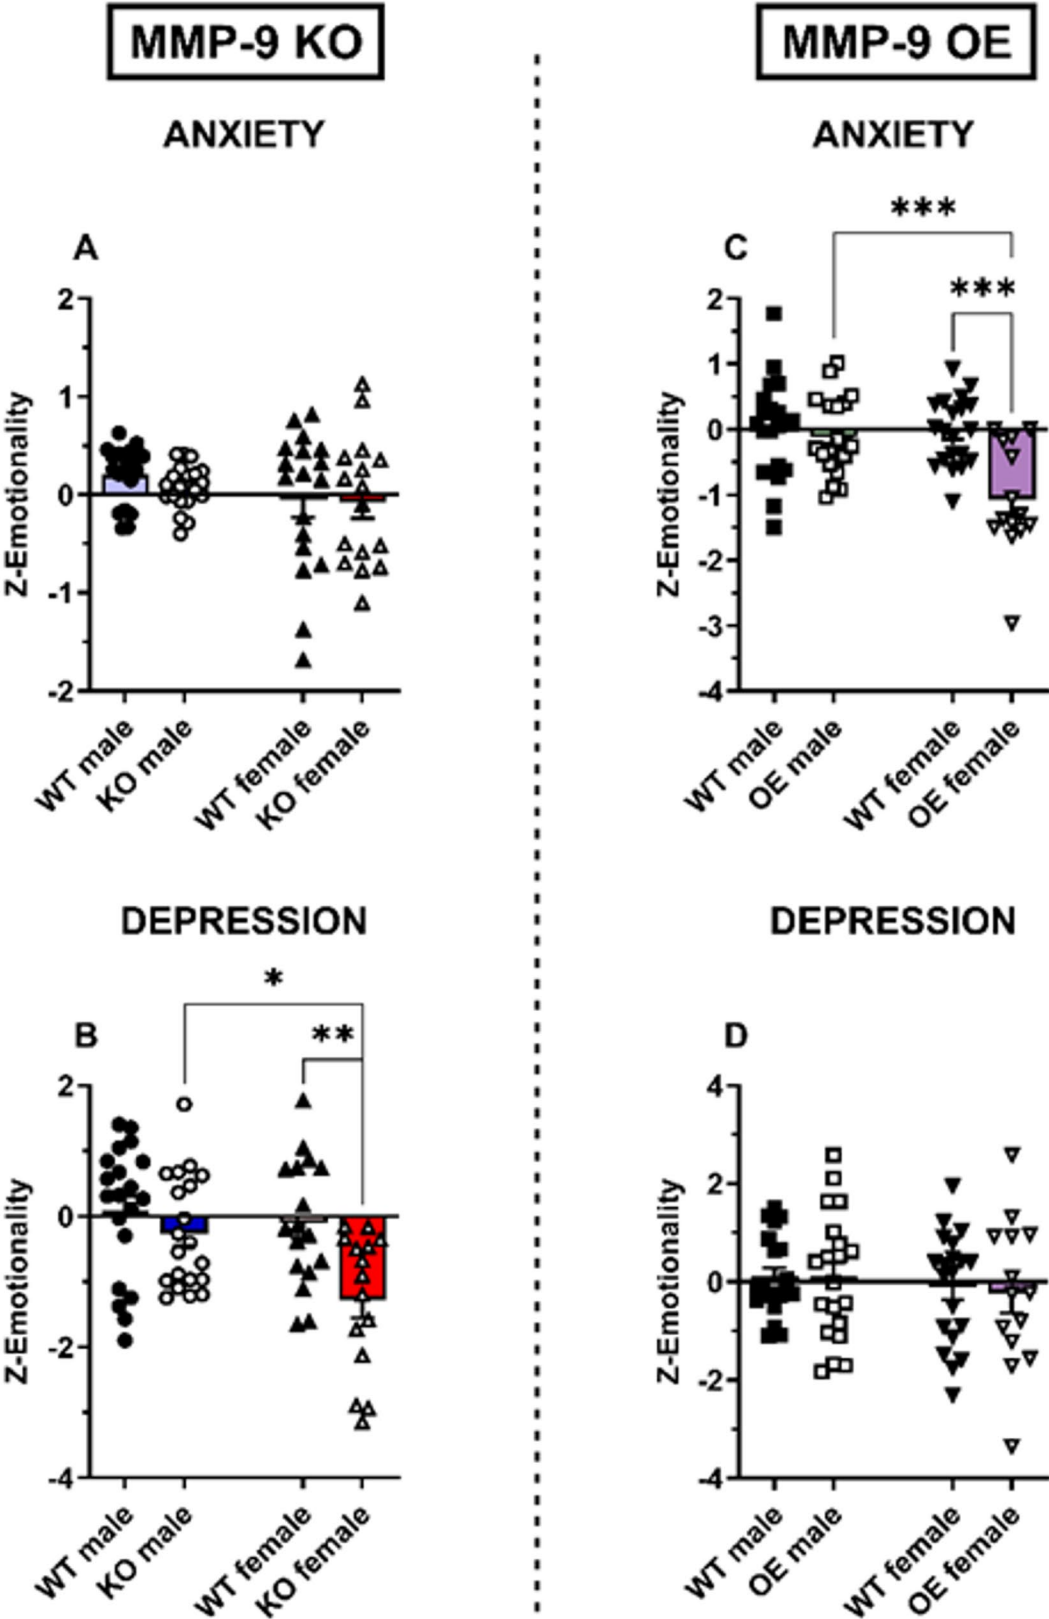 MMP-9 KO
ANXIETY
A
2
1
0
-1
-2
Z-Emotionality
WT male
KO male
WT female
KO female
DEPRESSION
*
**
B
2
0
-2
-4
Z-Emotionality
WT male
KO male
WT female
KO female
MMP-9 OE
ANXIETY
***
C
***
2
1
0
-1
-2
-3
-4
Z-Emotionality
WT male
OE male
WT female
OE female
DEPRESSION
D
4
2
0
-2
-4
Z-Emotionality
WT male
OE male
WT female
OE female